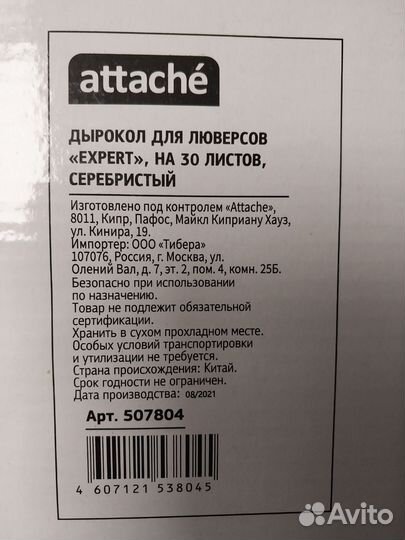 attaché
ДЫРОКОЛ ДЛЯ ЛЮВЕРСОВ
«EXPERT», НА 30 ЛИСТОВ,
СЕРЕБРИСТЫЙ
Изготовлено под контролем «Attache»,
8011, Кипр, Пафос, Майкл Киприану Хауз,
ул. Кинира, 19.
Импортер: ООО «Тибера»
107076, Россия, г. Москва, ул.
Олений Вал, д. 7, эт. 2, пом. 4, комн. 25Б.
Безопасно при использовании
по назначению.
Товар не подлежит обязательной
сертификации.
Хранить в сухом прохладном месте.
Особых условий транспортировки
и утилизации не требуется.
Страна происхождения: Китай.
Срок годности не ограничен.
Дата производства: 08/2021
Арт. 507804
4 607121 538045
Avito